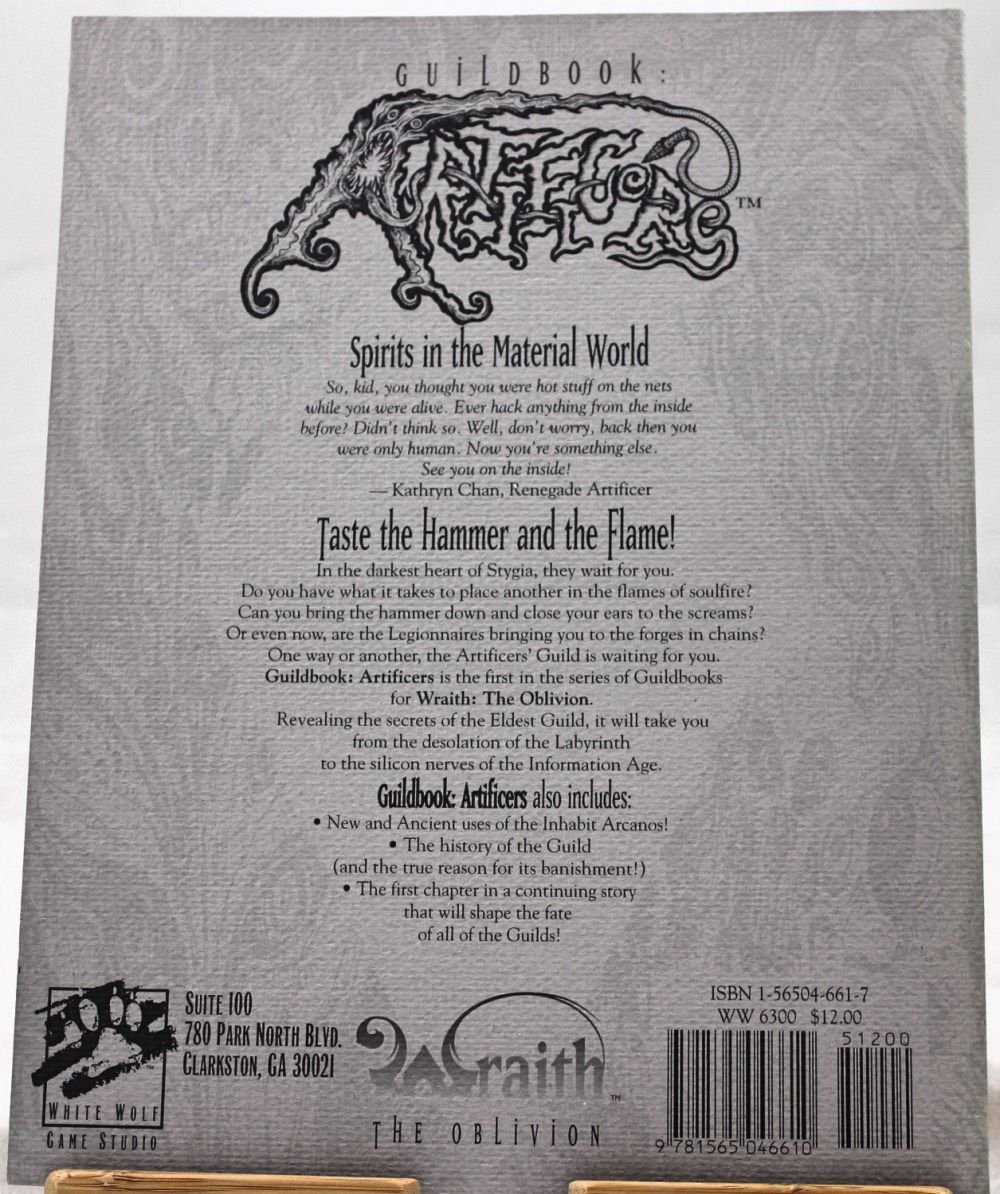 GUILDBOOK:
ARTIFICERS™
Spirits in the Material World
So, kid, you thought you were hot stuff on the nets
while you were alive. Ever hack anything from the inside
before? Didn't think so. Well, don't worry, back then you
were only human. Now you're something else.
See you on the inside!
— Kathryn Chan, Renegade Artificer
Taste the Hammer and the Flame!
In the darkest heart of Stygia, they wait for you.
Do you have what it takes to place another in the flames of soulfire?
Can you bring the hammer down and close your ears to the screams?
Or even now, are the Legionnaires bringing you to the forges in chains?
One way or another, the Artificers' Guild is waiting for you.
Guildbook: Artificers is the first in the series of Guildbooks
for Wraith: The Oblivion.
Revealing the secrets of the Eldest Guild, it will take you
from the desolation of the Labyrinth
to the silicon nerves of the Information Age.
Guildbook: Artificers also includes:
• New and Ancient uses of the Inhabit Arcanos!
• The history of the Guild
(and the true reason for its banishment!)
• The first chapter in a continuing story
that will shape the fate
of all of the Guilds!
WHITE WOLF
GAME STUDIO
SUITE 100
780 PARK NORTH BLVD.
CLARKSTON, GA 30021
Wraith™
THE OBLIVION
ISBN 1-56504-661-7
WW 6300 $12.00
51200
9 781565 046610